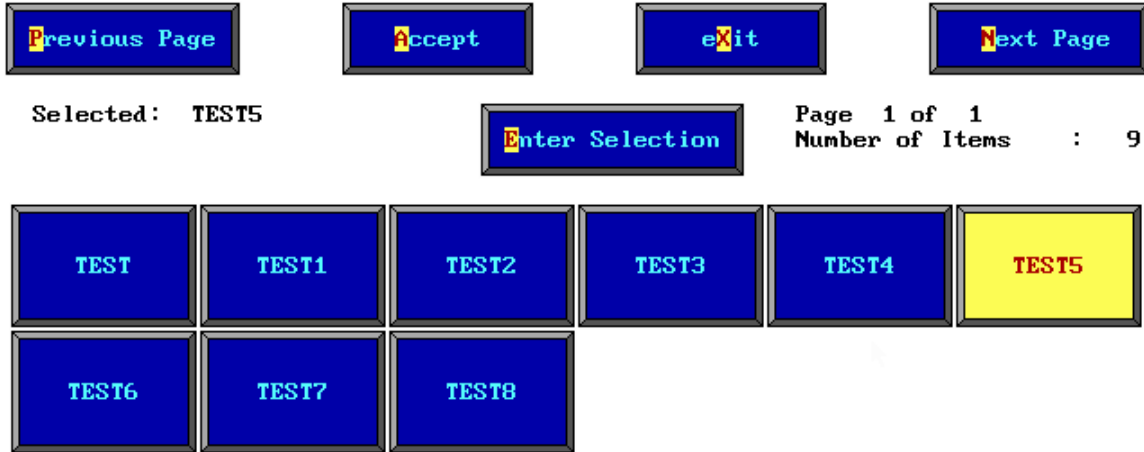 Previous Page Accept eXit Next Page
Selected: TEST5
Enter Selection
Page 1 of 1
Number of Items : 9
TEST TEST1 TEST2 TEST3 TEST4 TEST5
TEST6 TEST7 TEST8